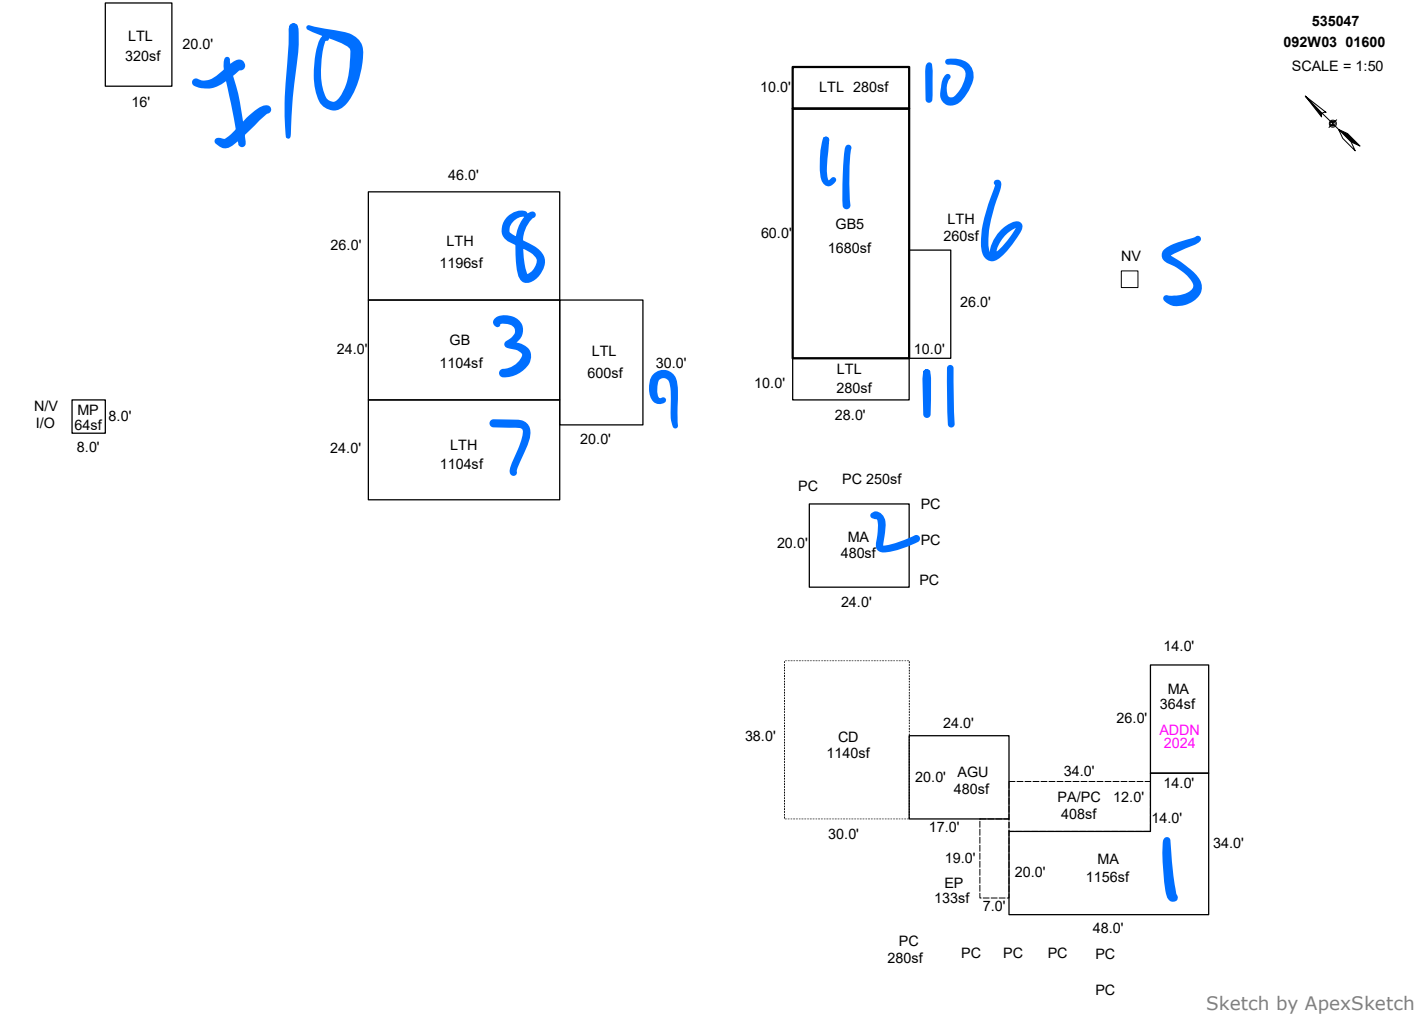 535047
092W03 01600
SCALE = 1:50
LTL
320sf
20.0'
16'
I/O
10.0'
LTL 280sf
10
4
60.0'
GB5
1680sf
LTH
260sf
6
26.0'
10.0'
NV
5
46.0'
26.0'
LTH
1196sf
8
24.0'
GB
1104sf
3
LTL
600sf
30.0'
9
20.0'
24.0'
LTH
1104sf
7
10.0'
LTL
280sf
11
28.0'
N/V
I/O
MP
64sf
8.0'
8.0'
PC
PC 250sf
PC
20.0'
MA
480sf
2
PC
PC
24.0'
14.0'
MA
364sf
ADDN
2024
26.0'
14.0'
38.0'
CD
1140sf
30.0'
24.0'
20.0'
AGU
480sf
17.0'
34.0'
PA/PC
408sf
12.0'
14.0'
34.0'
19.0'
EP
133sf
7.0'
20.0'
MA
1156sf
1
48.0'
PC
280sf
PC
PC
PC
PC
PC
Sketch by ApexSketch